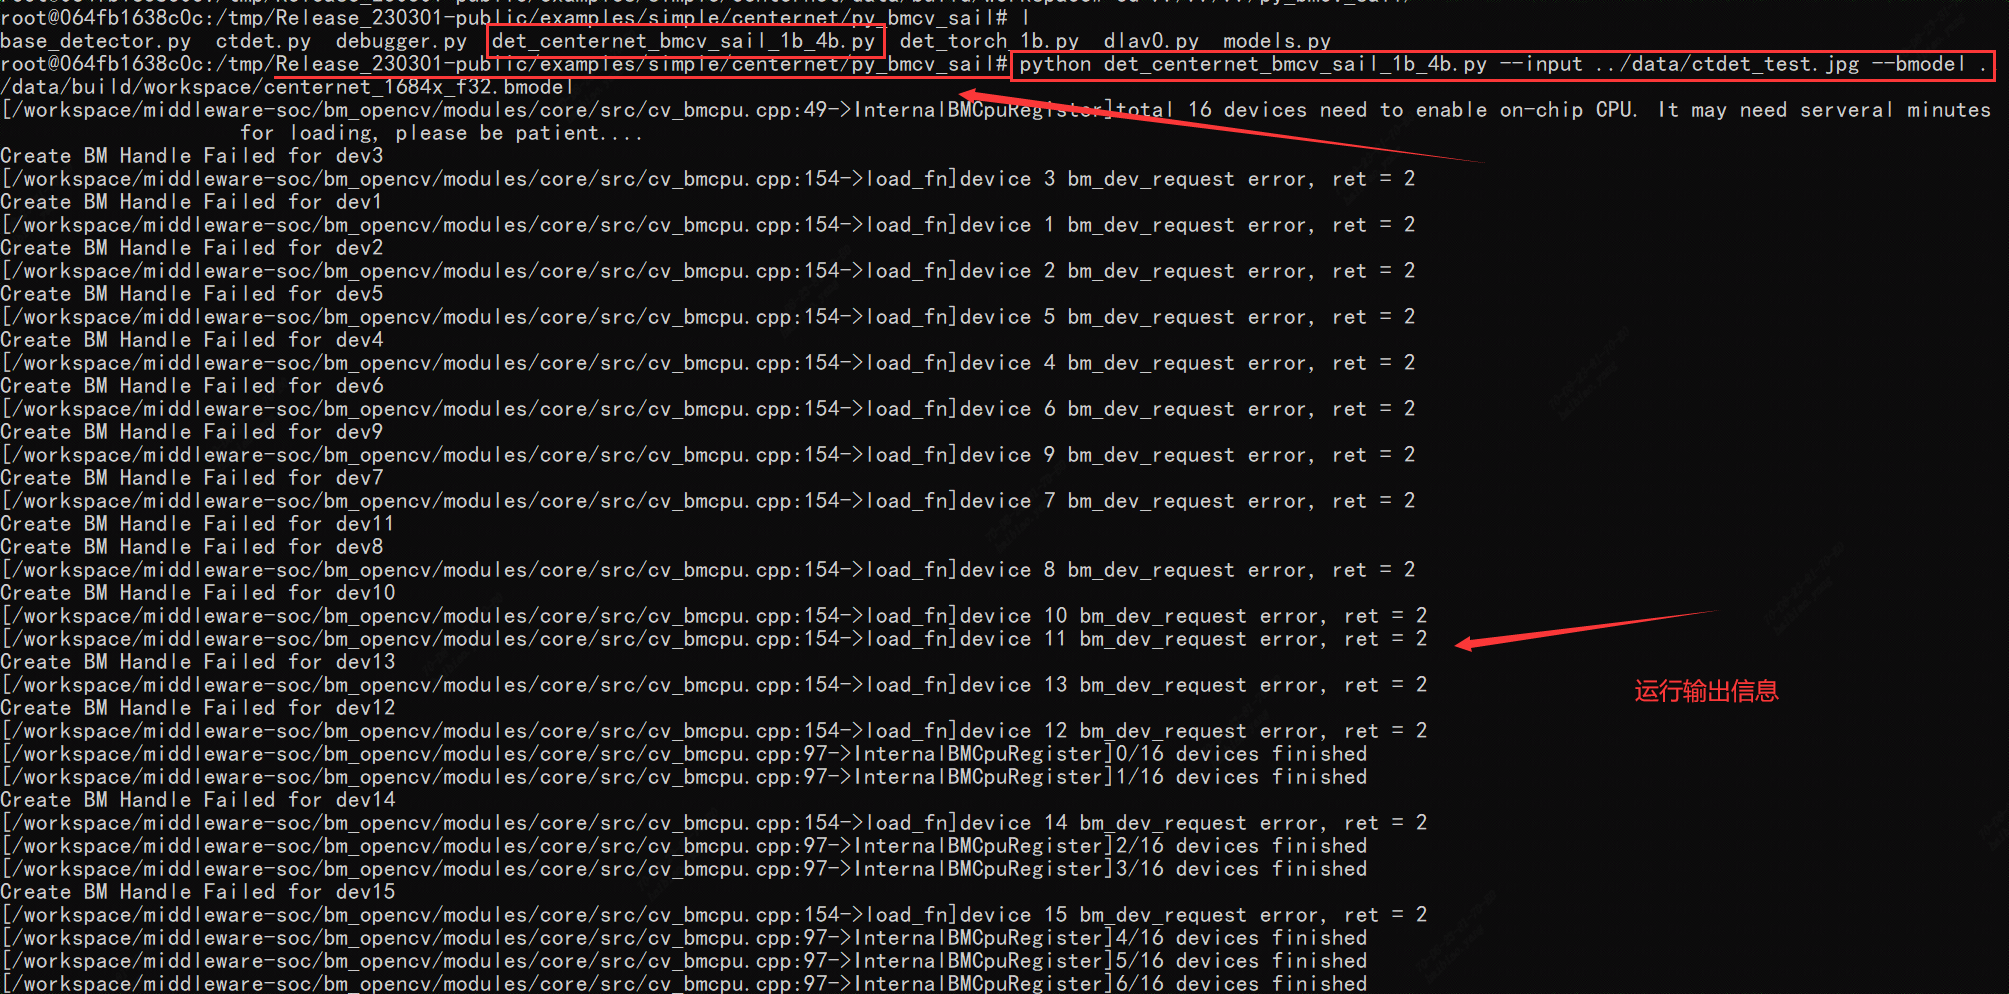 root@064fb1638c0c:/tmp/Release_230301-public/examples/simple/centernet/py_bmcv_sail# l
base_detector.py  ctdet.py  debugger.py  det_centernet_bmcv_sail_1b_4b.py  det_torch_1b.py  dlav0.py  models.py
root@064fb1638c0c:/tmp/Release_230301-public/examples/simple/centernet/py_bmcv_sail# python det_centernet_bmcv_sail_1b_4b.py --input ../data/ctdet_test.jpg --bmodel .
/data/build/workspace/centernet_1684x_f32.bmodel
[/workspace/middleware-soc/bm_opencv/modules/core/src/cv_bmcpu.cpp:49->InternalBMCpuRegister]total 16 devices need to enable on-chip CPU. It may need serveral minutes
for loading, please be patient....
Create BM Handle Failed for dev3
[/workspace/middleware-soc/bm_opencv/modules/core/src/cv_bmcpu.cpp:154->load_fn]device 3 bm_dev_request error, ret = 2
Create BM Handle Failed for dev1
[/workspace/middleware-soc/bm_opencv/modules/core/src/cv_bmcpu.cpp:154->load_fn]device 1 bm_dev_request error, ret = 2
Create BM Handle Failed for dev2
[/workspace/middleware-soc/bm_opencv/modules/core/src/cv_bmcpu.cpp:154->load_fn]device 2 bm_dev_request error, ret = 2
Create BM Handle Failed for dev5
[/workspace/middleware-soc/bm_opencv/modules/core/src/cv_bmcpu.cpp:154->load_fn]device 5 bm_dev_request error, ret = 2
Create BM Handle Failed for dev4
[/workspace/middleware-soc/bm_opencv/modules/core/src/cv_bmcpu.cpp:154->load_fn]device 4 bm_dev_request error, ret = 2
Create BM Handle Failed for dev6
[/workspace/middleware-soc/bm_opencv/modules/core/src/cv_bmcpu.cpp:154->load_fn]device 6 bm_dev_request error, ret = 2
Create BM Handle Failed for dev9
[/workspace/middleware-soc/bm_opencv/modules/core/src/cv_bmcpu.cpp:154->load_fn]device 9 bm_dev_request error, ret = 2
Create BM Handle Failed for dev7
[/workspace/middleware-soc/bm_opencv/modules/core/src/cv_bmcpu.cpp:154->load_fn]device 7 bm_dev_request error, ret = 2
Create BM Handle Failed for dev11
Create BM Handle Failed for dev8
[/workspace/middleware-soc/bm_opencv/modules/core/src/cv_bmcpu.cpp:154->load_fn]device 8 bm_dev_request error, ret = 2
Create BM Handle Failed for dev10
[/workspace/middleware-soc/bm_opencv/modules/core/src/cv_bmcpu.cpp:154->load_fn]device 10 bm_dev_request error, ret = 2
[/workspace/middleware-soc/bm_opencv/modules/core/src/cv_bmcpu.cpp:154->load_fn]device 11 bm_dev_request error, ret = 2
Create BM Handle Failed for dev13
[/workspace/middleware-soc/bm_opencv/modules/core/src/cv_bmcpu.cpp:154->load_fn]device 13 bm_dev_request error, ret = 2
运行输出信息
Create BM Handle Failed for dev12
[/workspace/middleware-soc/bm_opencv/modules/core/src/cv_bmcpu.cpp:154->load_fn]device 12 bm_dev_request error, ret = 2
[/workspace/middleware-soc/bm_opencv/modules/core/src/cv_bmcpu.cpp:97->InternalBMCpuRegister]0/16 devices finished
[/workspace/middleware-soc/bm_opencv/modules/core/src/cv_bmcpu.cpp:97->InternalBMCpuRegister]1/16 devices finished
Create BM Handle Failed for dev14
[/workspace/middleware-soc/bm_opencv/modules/core/src/cv_bmcpu.cpp:154->load_fn]device 14 bm_dev_request error, ret = 2
[/workspace/middleware-soc/bm_opencv/modules/core/src/cv_bmcpu.cpp:97->InternalBMCpuRegister]2/16 devices finished
[/workspace/middleware-soc/bm_opencv/modules/core/src/cv_bmcpu.cpp:97->InternalBMCpuRegister]3/16 devices finished
Create BM Handle Failed for dev15
[/workspace/middleware-soc/bm_opencv/modules/core/src/cv_bmcpu.cpp:154->load_fn]device 15 bm_dev_request error, ret = 2
[/workspace/middleware-soc/bm_opencv/modules/core/src/cv_bmcpu.cpp:97->InternalBMCpuRegister]4/16 devices finished
[/workspace/middleware-soc/bm_opencv/modules/core/src/cv_bmcpu.cpp:97->InternalBMCpuRegister]5/16 devices finished
[/workspace/middleware-soc/bm_opencv/modules/core/src/cv_bmcpu.cpp:97->InternalBMCpuRegister]6/16 devices finished